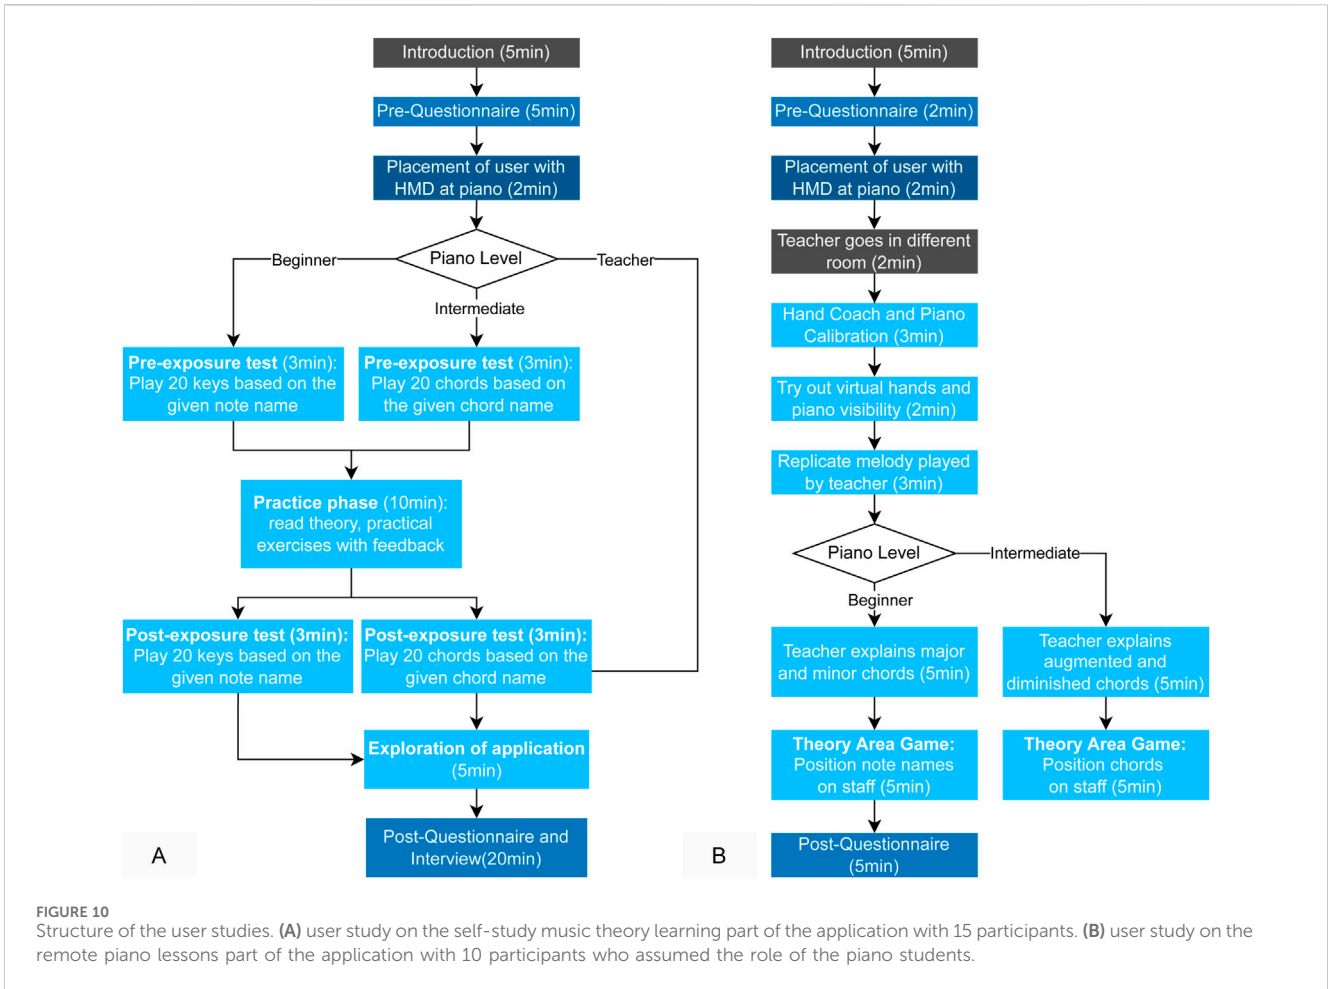 Introduction (5min)
Pre-Questionnaire (5min)
Placement of user with
HMD at piano (2min)
Piano Level
Beginner
Teacher
Intermediate
Pre-exposure test (3min):
Play 20 keys based on the
given note name
Pre-exposure test (3min):
Play 20 chords based on
the given chord name
Practice phase (10min):
read theory, practical
exercises with feedback
Post-exposure test (3min):
Play 20 keys based on the
given note name
Post-exposure test (3min):
Play 20 chords based on the
given chord name
Exploration of application
(5min)
Post-Questionnaire and
Interview(20min)
A
Introduction (5min)
Pre-Questionnaire (2min)
Placement of user with
HMD at piano (2min)
Teacher goes in different
room (2min)
Hand Coach and Piano
Calibration (3min)
Try out virtual hands and
piano visibility (2min)
Replicate melody played
by teacher (3min)
Piano Level
Intermediate
Beginner
Teacher explains major
and minor chords (5min)
Teacher explains
augmented and
diminished chords (5min)
Theory Area Game:
Position note names
on staff (5min)
Theory Area Game:
Position chords
on staff (5min)
Post-Questionnaire
(5min)
B
FIGURE 10
Structure of the user studies. (A) user study on the self-study music theory learning part of the application with 15 participants. (B) user study on the
remote piano lessons part of the application with 10 participants who assumed the role of the piano students.